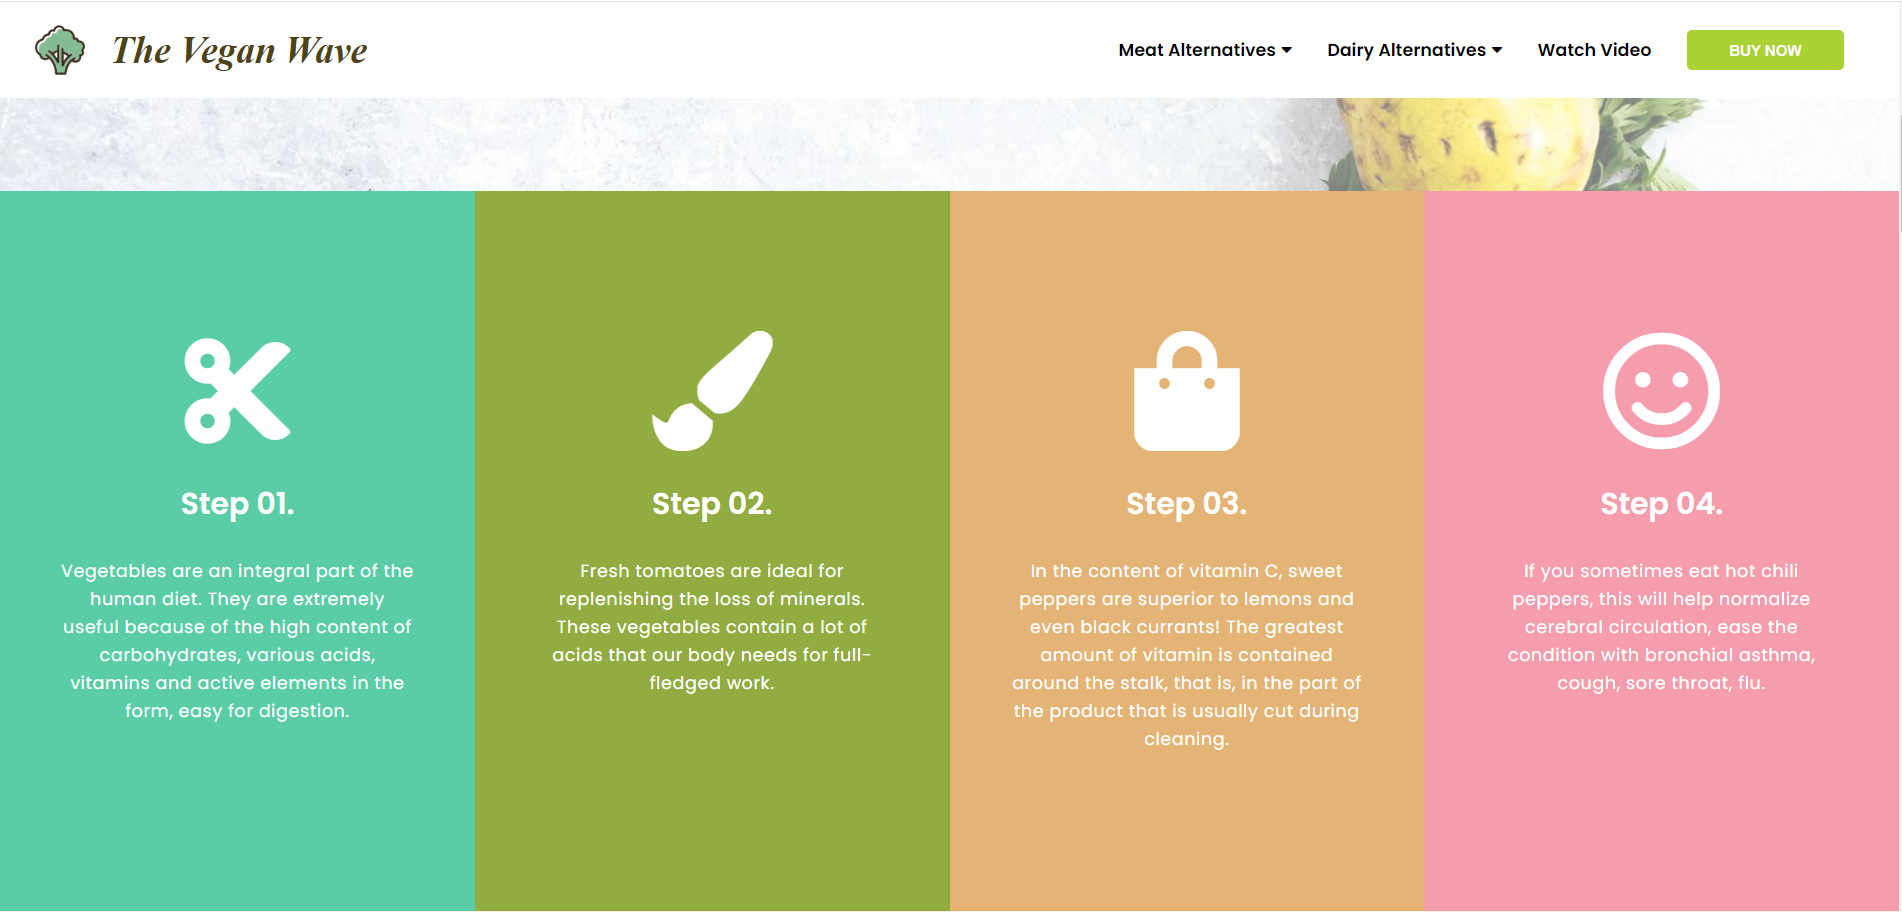 The Vegan Wave
Meat Alternatives
Dairy Alternatives
Watch Video
BUY NOW
Step 01.
Vegetables are an integral part of the
human diet. They are extremely
useful because of the high content of
carbohydrates, various acids,
vitamins and active elements in the
form, easy for digestion.
Step 02.
Fresh tomatoes are ideal for
replenishing the loss of minerals.
These vegetables contain a lot of
acids that our body needs for full-
fledged work.
Step 03.
In the content of vitamin C, sweet
peppers are superior to lemons and
even black currants! The greatest
amount of vitamin is contained
around the stalk, that is, in the part of
the product that is usually cut during
cleaning.
Step 04.
If you sometimes eat hot chili
peppers, this will help normalize
cerebral circulation, ease the
condition with bronchial asthma,
cough, sore throat, flu.